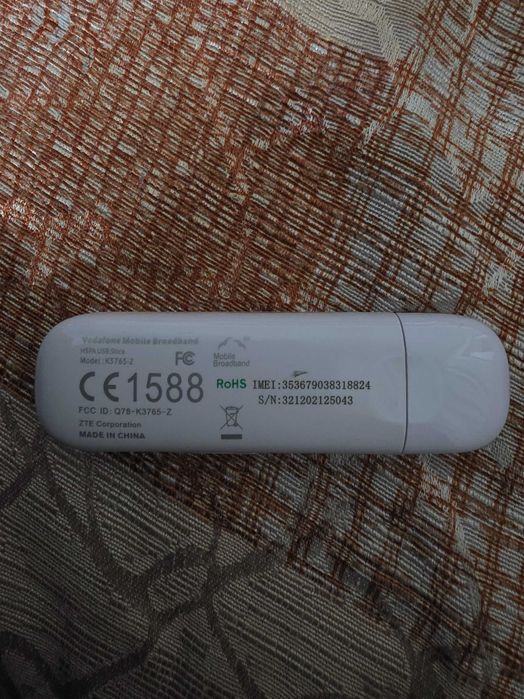 Vodafone Mobile Broadband
HSPA USB Stick
Model: K3765-Z
FC
Mobile
Broadband
CE1588
RoHS
IMEI:353679038318824
S/N:321202125043
FCC ID: Q78-K3765-Z
ZTE Corporation
MADE IN CHINA